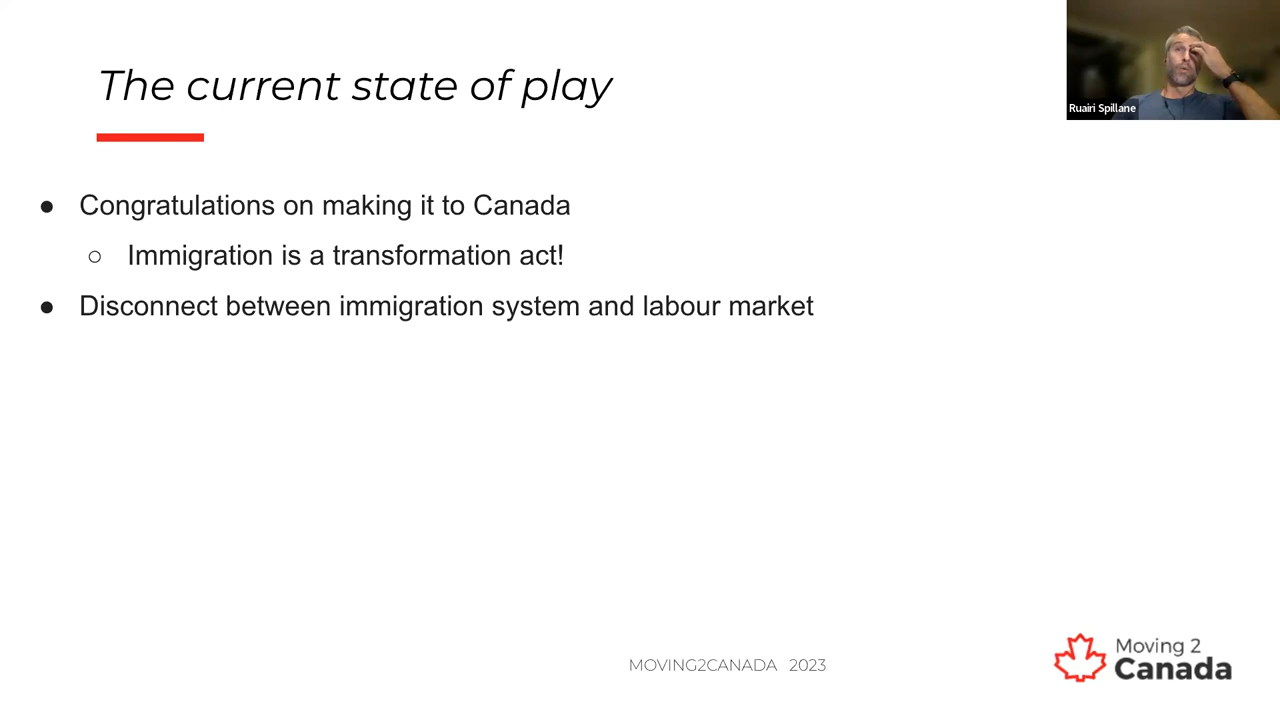 The current state of play
Ruairi Spillane
● Congratulations on making it to Canada
○ Immigration is a transformation act!
● Disconnect between immigration system and labour market
MOVING2CANADA 2023
Moving 2
Canada